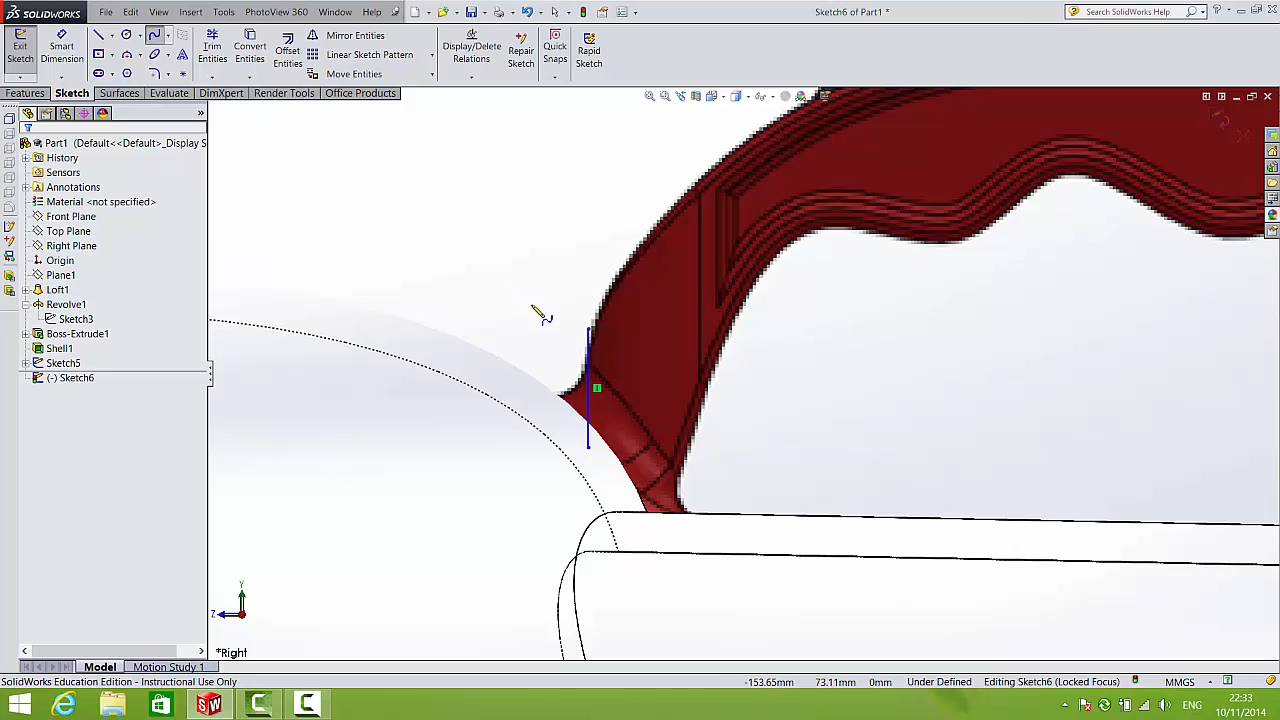 SOLIDWORKS File Edit View Insert Tools PhotoView 360 Window Help Sketch6 of Part1 * Search SolidWorks Help
Exit Sketch
Smart Dimension
Trim Entities
Convert Entities
Offset Entities
Mirror Entities
Linear Sketch Pattern
Move Entities
Display/Delete Relations
Repair Sketch
Quick Snaps
Rapid Sketch
Features Sketch Surfaces Evaluate DimXpert Render Tools Office Products
Part1 (Default<<Default>_Display S
History
Sensors
Annotations
Material <not specified>
Front Plane
Top Plane
Right Plane
Origin
Plane1
Loft1
Revolve1
Sketch3
Boss-Extrude1
Shell1
Sketch5
(-) Sketch6
Y
Z
*Right
Model Motion Study 1
SolidWorks Education Edition - Instructional Use Only -153.65mm 73.11mm 0mm Under Defined Editing Sketch6 (Locked Focus) MMGS
ENG 22:33
10/11/2014